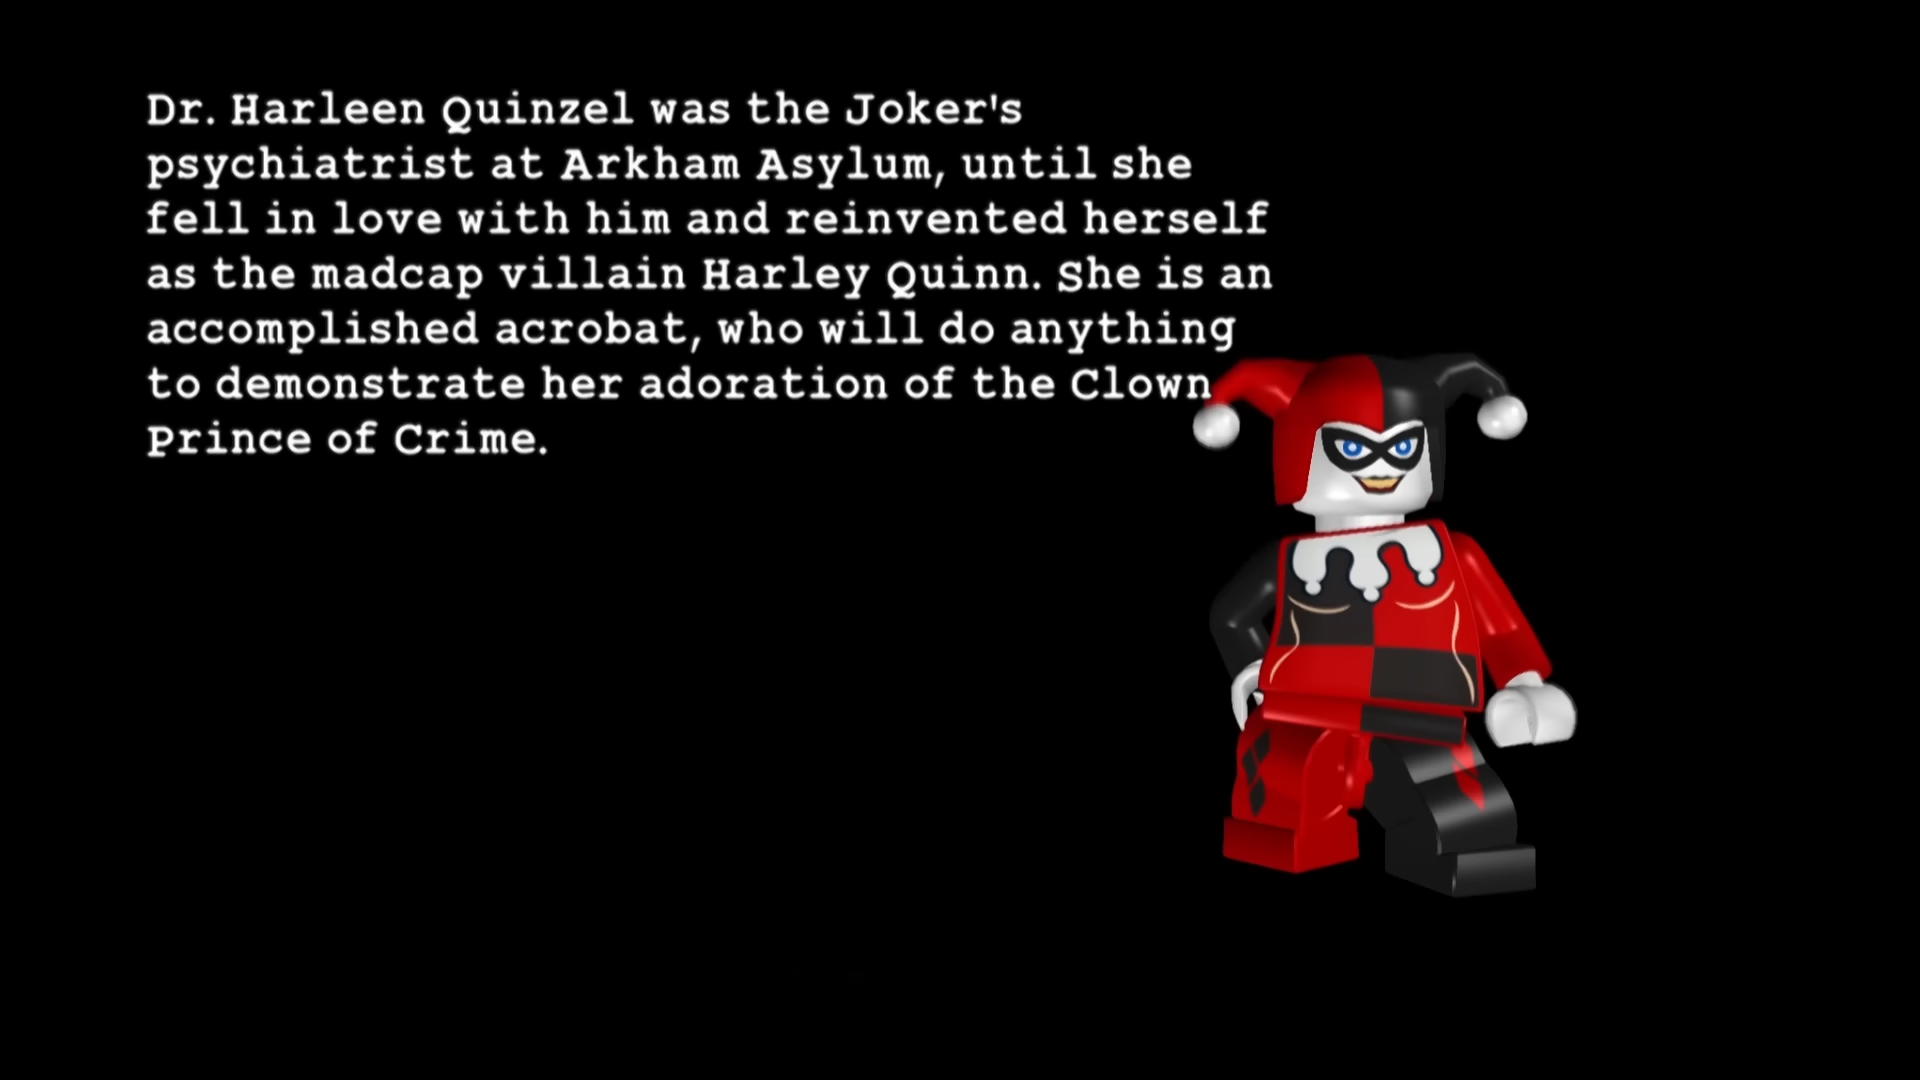 Dr. Harleen Quinzel was the Joker's
psychiatrist at Arkham Asylum, until she
fell in love with him and reinvented herself
as the madcap villain Harley Quinn. She is an
accomplished acrobat, who will do anything
to demonstrate her adoration of the Clown
Prince of Crime.